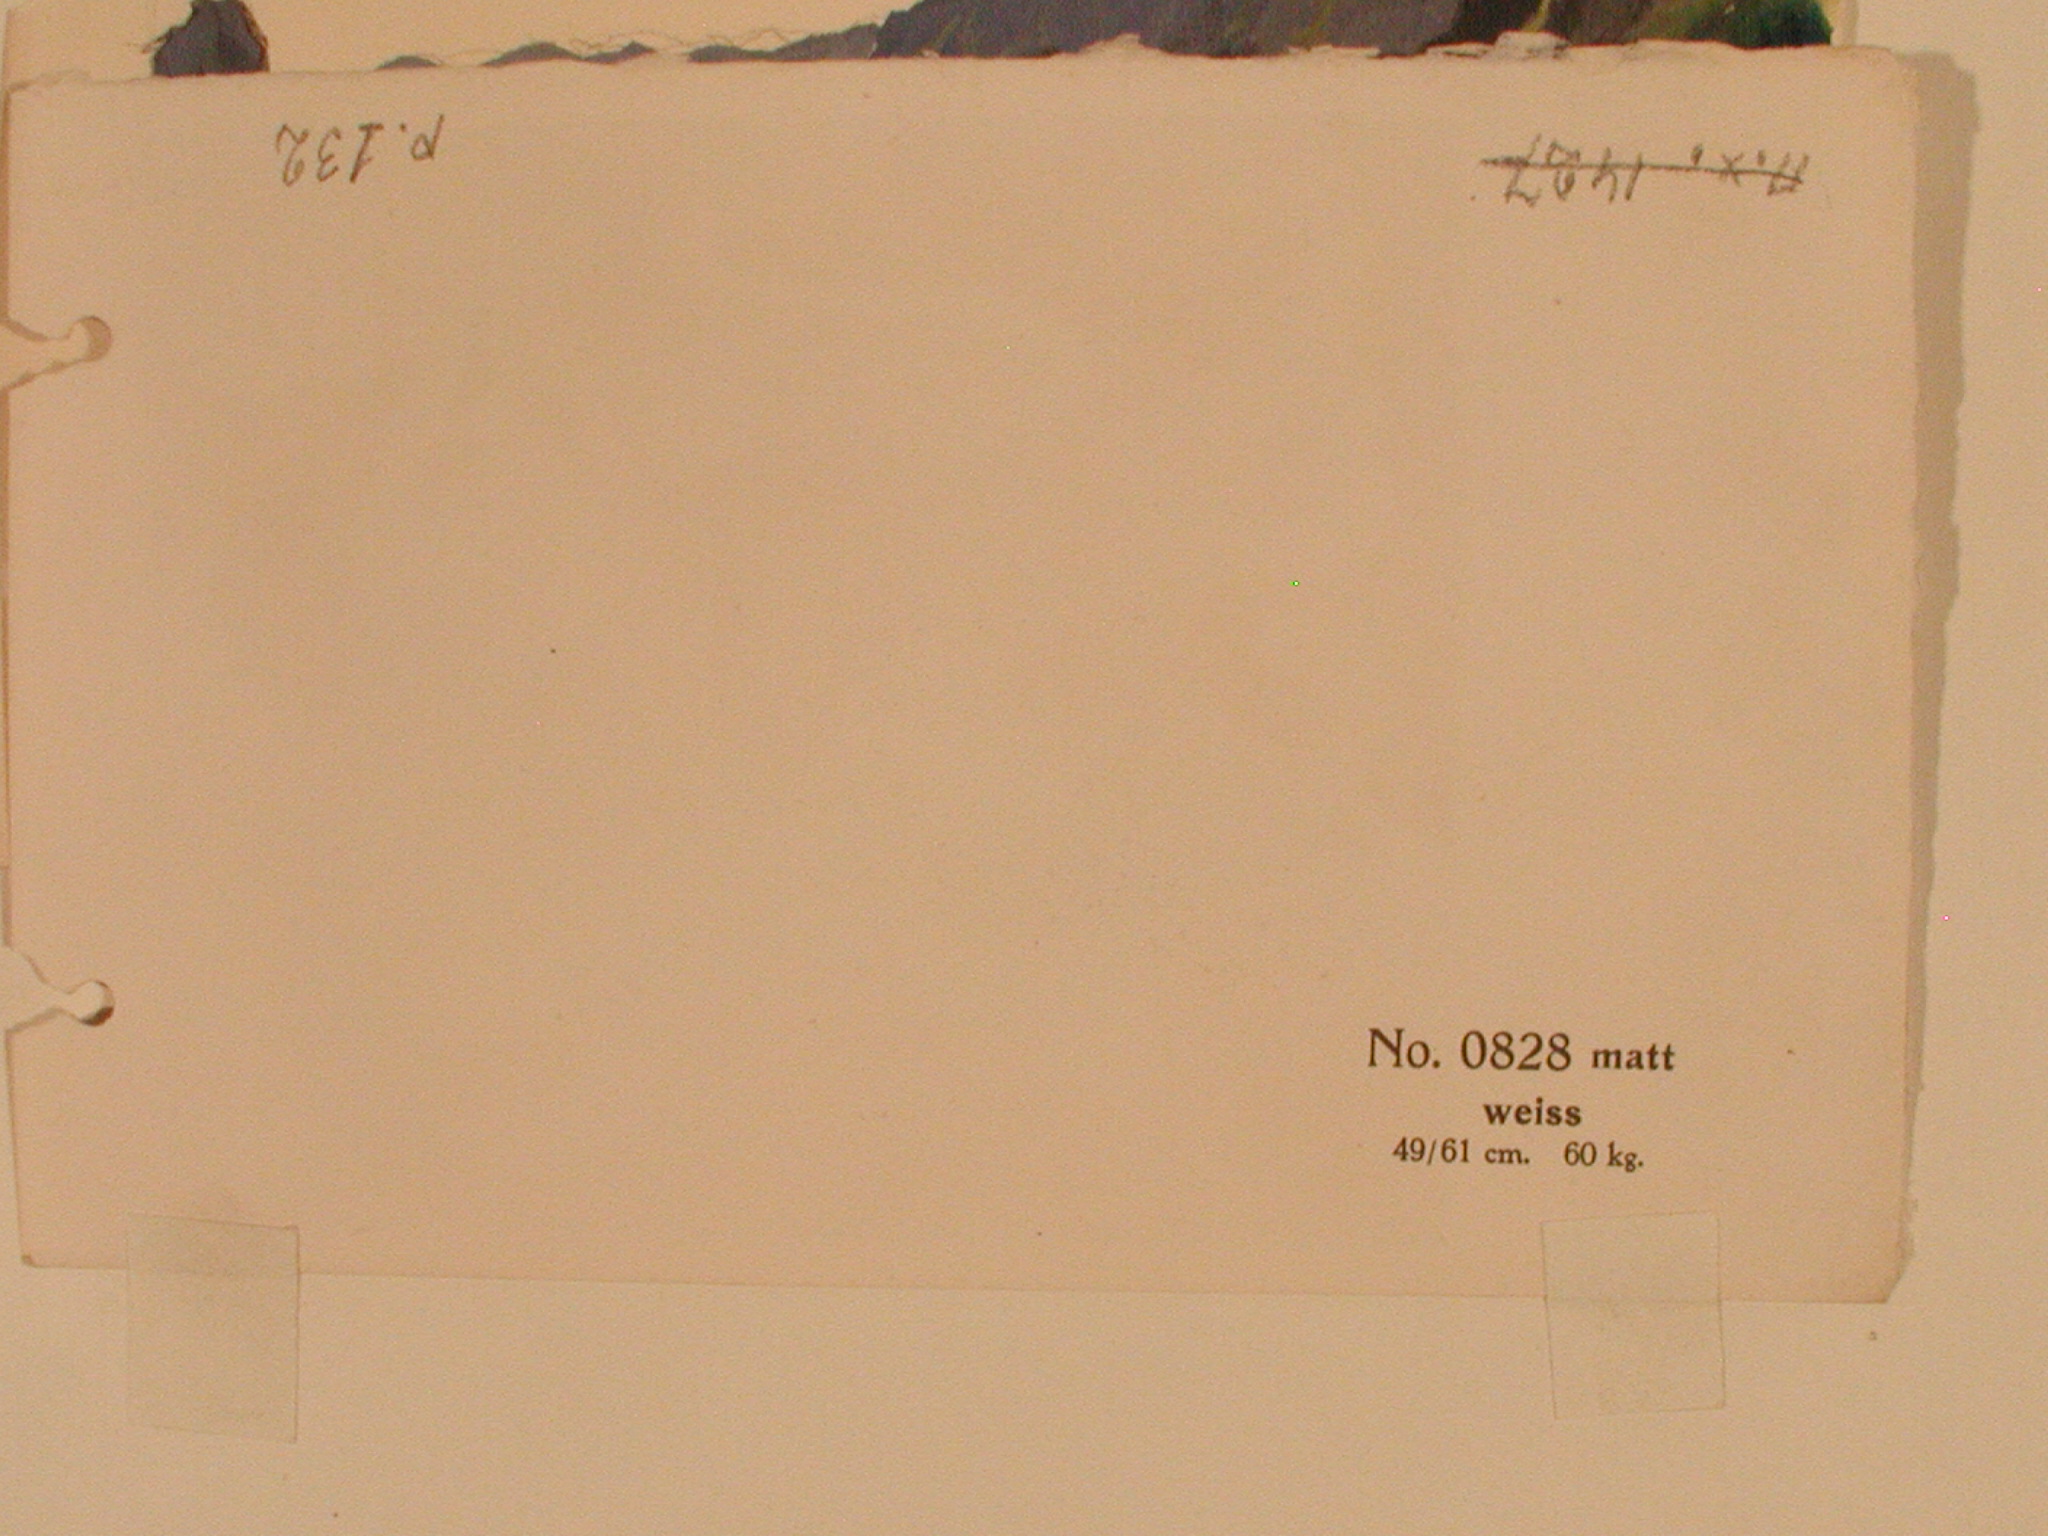 p. 132
No. 0828 matt
weiss
49/61 cm. 60 kg.